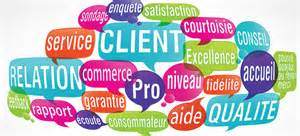 enquête
satisfaction
sondage
courtoisie
service
CLIENT
CONSEIL
Excellence
RELATION
commerce
niveau
accueil
Pro
fidélité
feedback
rapport
garantie
aide
QUALITÉ
écoute
consommateur